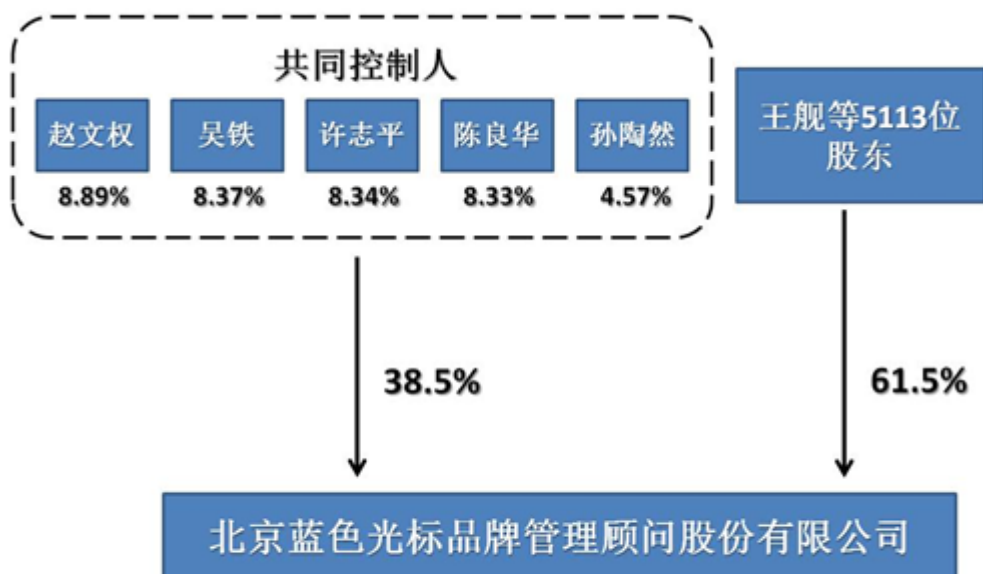 共同控制人
赵文权
吴铁
许志平
陈良华
孙陶然
8.89%
8.37%
8.34%
8.33%
4.57%
王舰等5113位
股东
38.5%
61.5%
北京蓝色光标品牌管理顾问股份有限公司